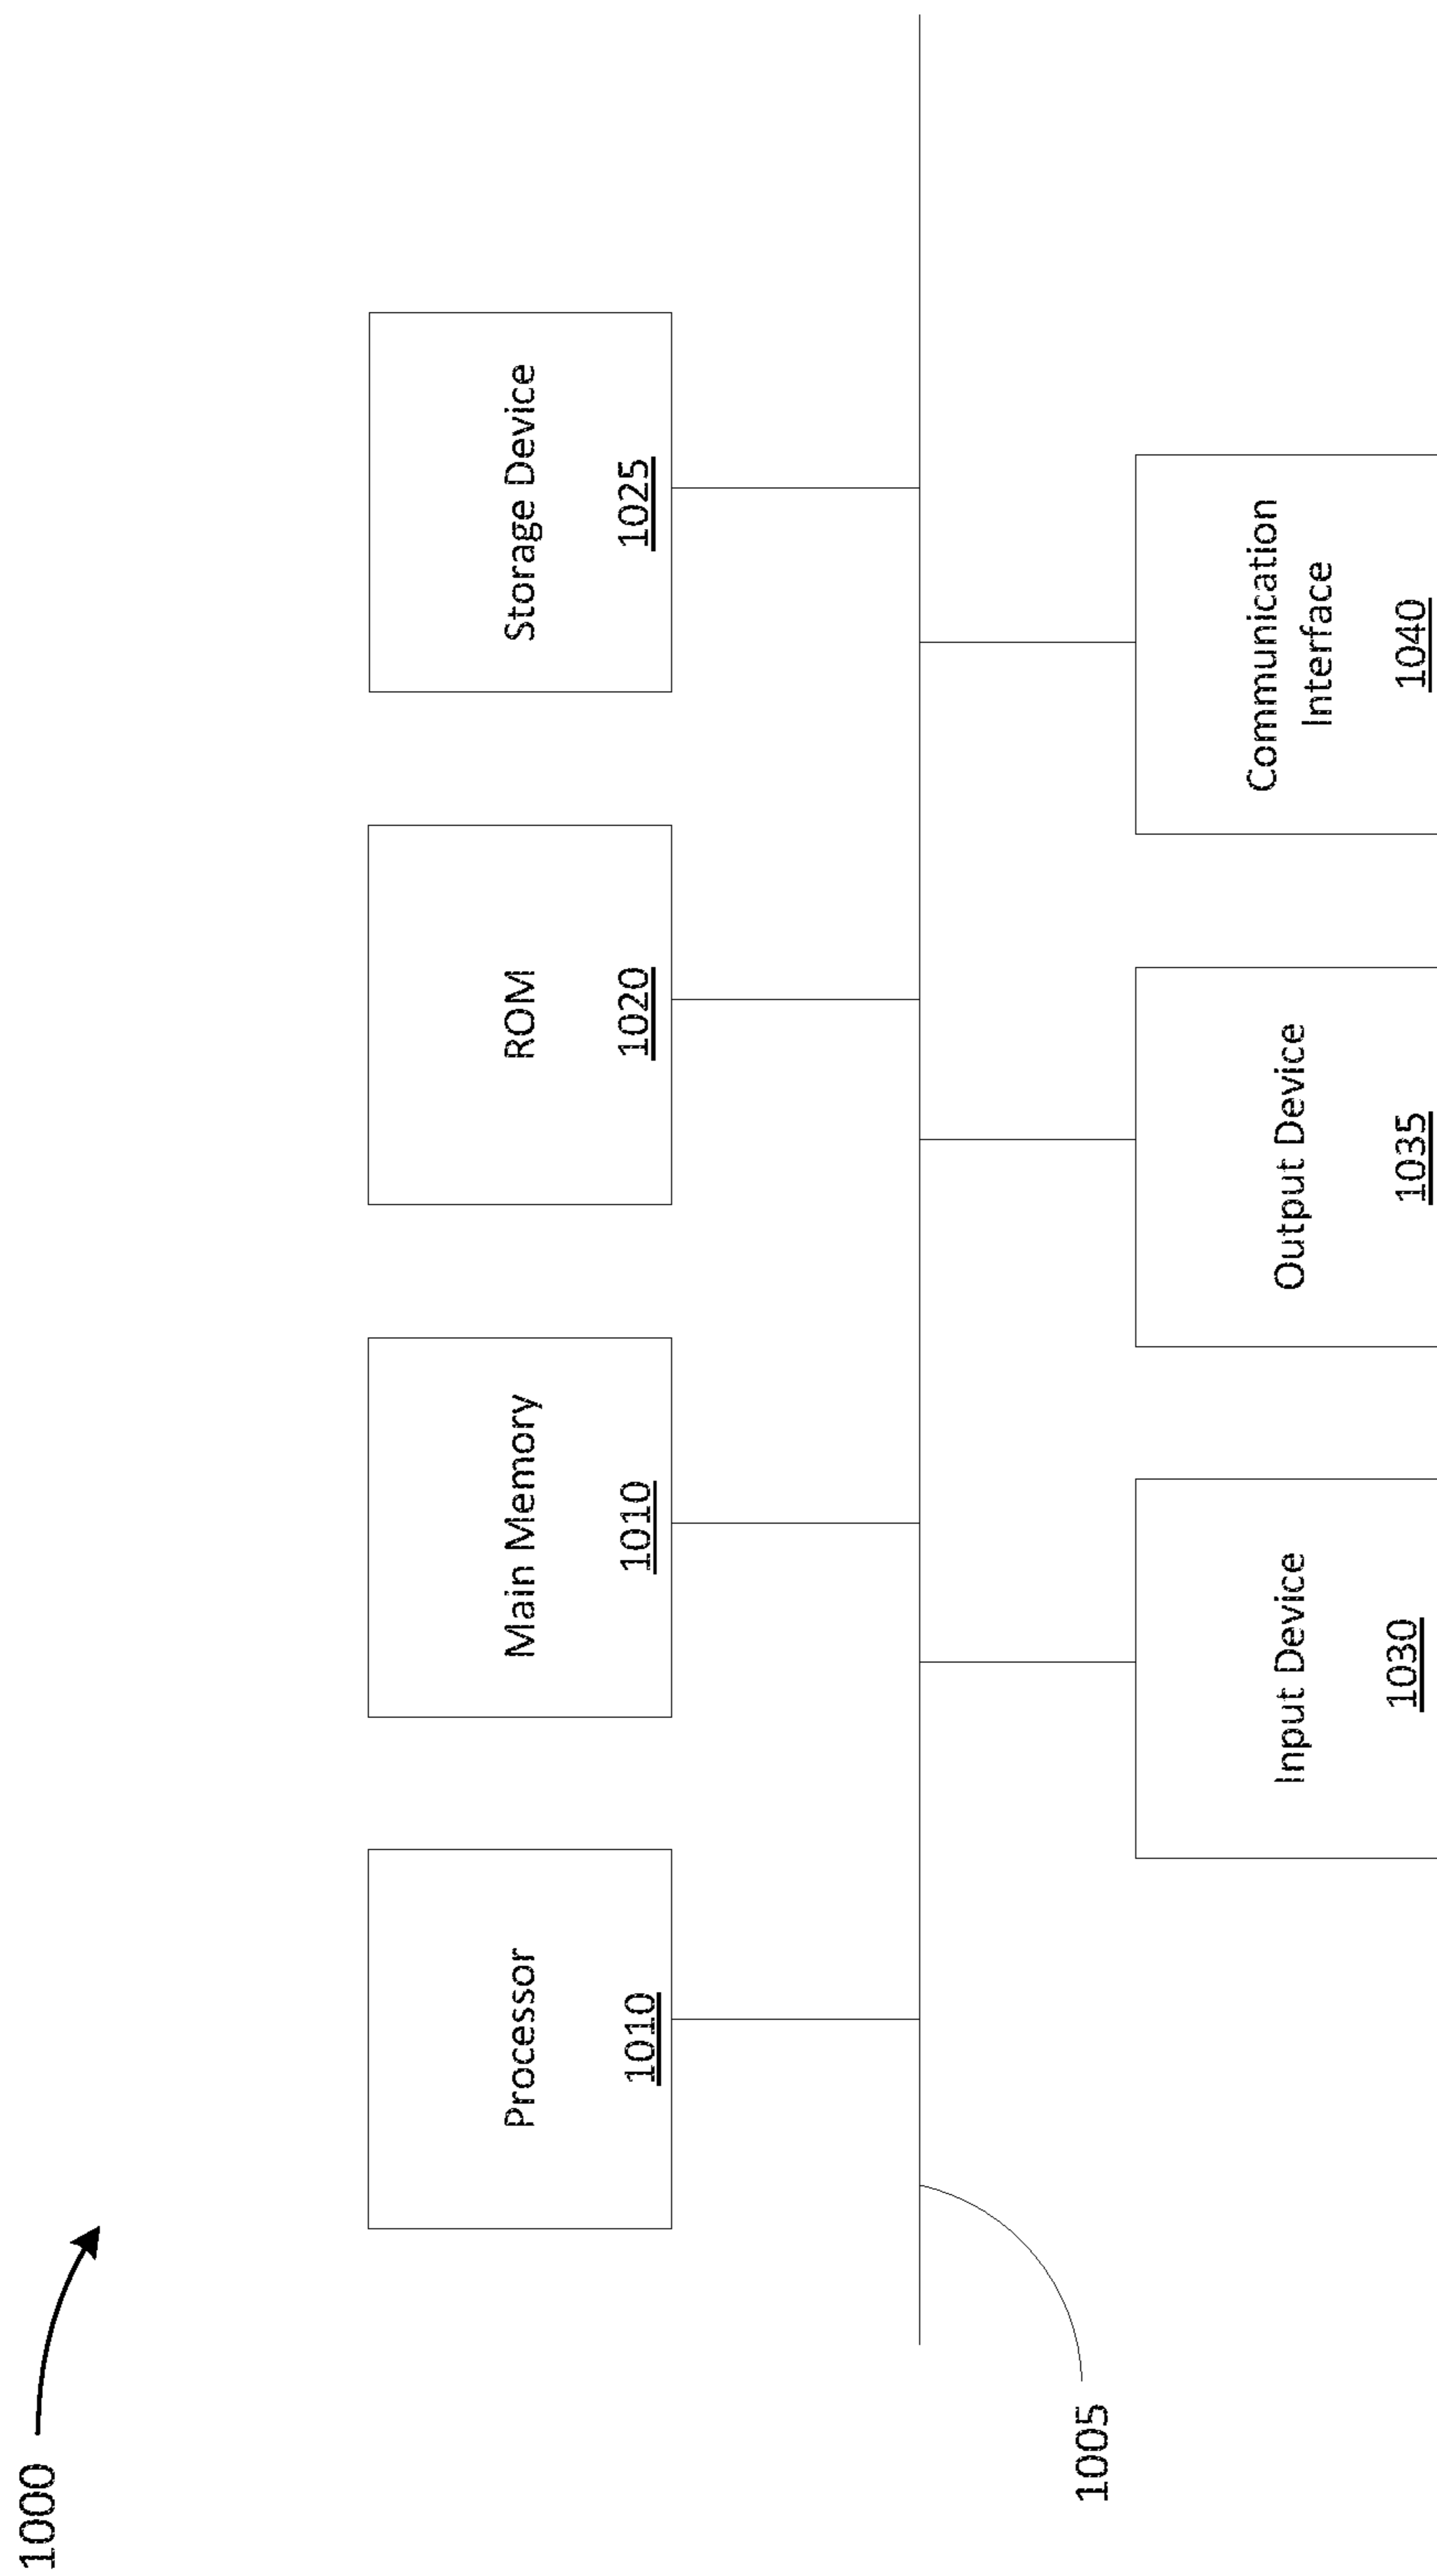 1000
Processor
1010
Main Memory
1010
ROM
1020
Storage Device
1025
1005
Input Device
1030
Output Device
1035
Communication
Interface
1040